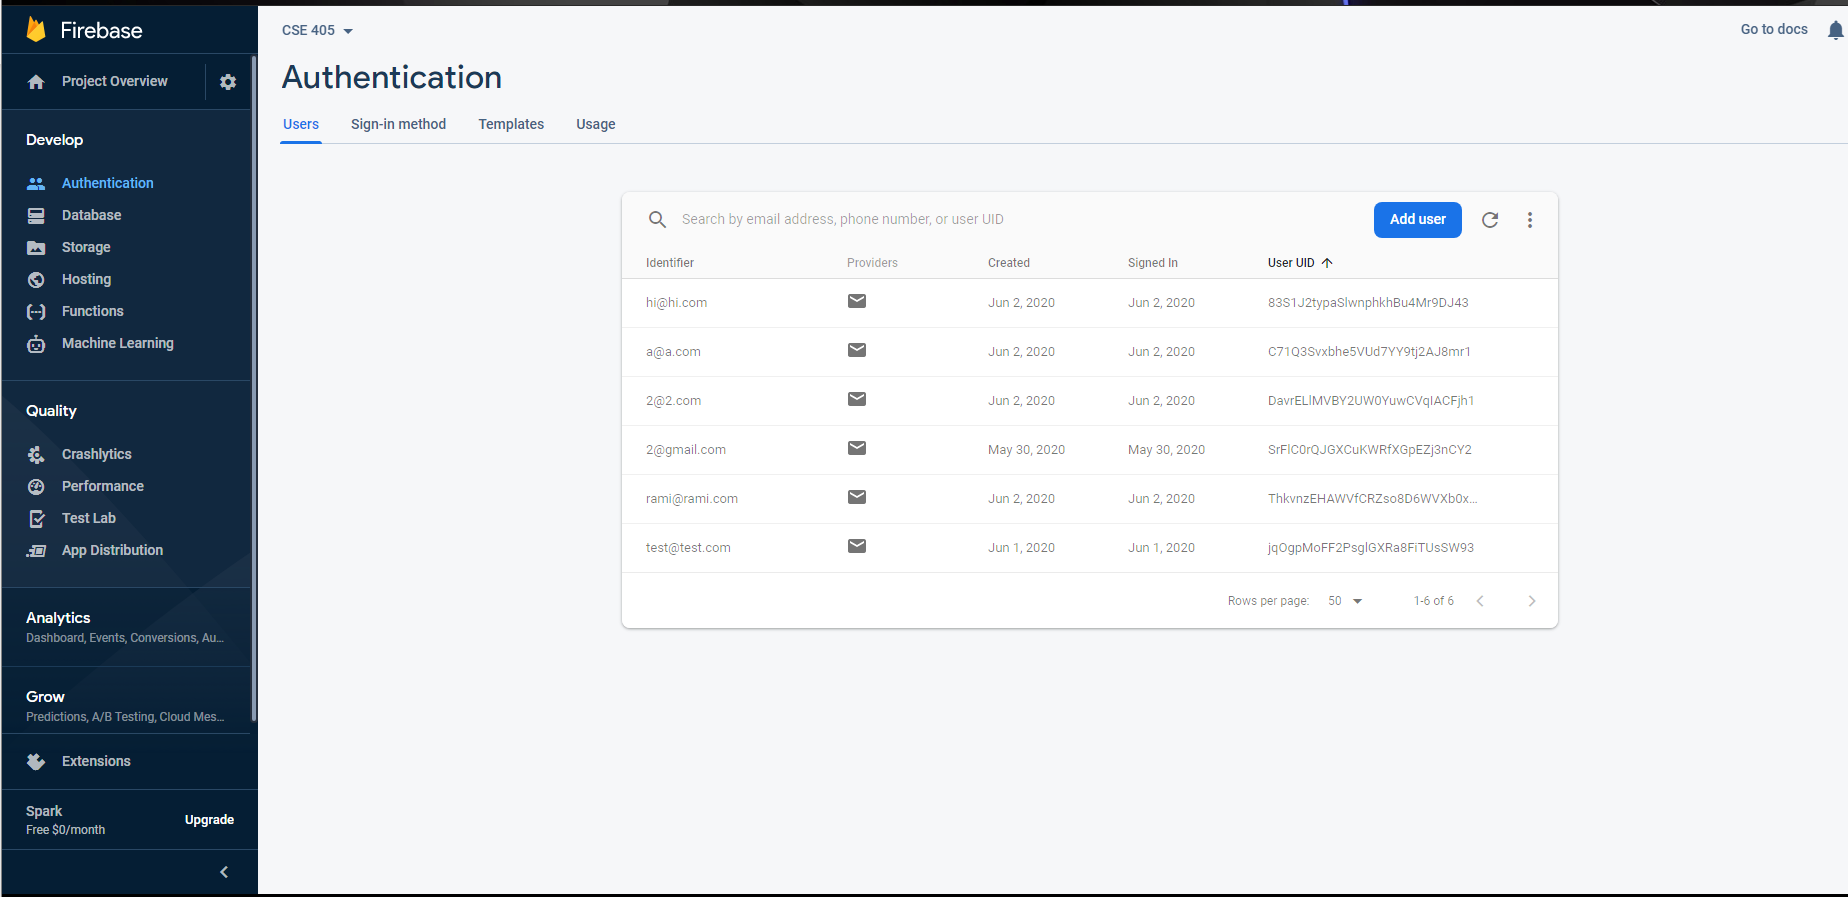 Firebase
Project Overview
Develop
Authentication
Database
Storage
Hosting
Functions
Machine Learning
Quality
Crashlytics
Performance
Test Lab
App Distribution
Analytics
Dashboard, Events, Conversions, Au...
Grow
Predictions, A/B Testing, Cloud Mes...
Extensions
Spark
Free $0/month
Upgrade
CSE 405
Go to docs
Authentication
Users Sign-in method Templates Usage
Search by email address, phone number, or user UID
Add user
Identifier Providers Created Signed In User UID
hi@hi.com Jun 2, 2020 Jun 2, 2020 83S1J2typaSlwnphkhBu4Mr9DJ43
a@a.com Jun 2, 2020 Jun 2, 2020 C71Q3Svxbhe5VUd7YY9tj2AJ8mr1
2@2.com Jun 2, 2020 Jun 2, 2020 DavrELlMVBY2UW0YuwCVqIACFjh1
2@gmail.com May 30, 2020 May 30, 2020 SrFlC0rQJGXCuKWRfXGpEZj3nCY2
rami@rami.com Jun 2, 2020 Jun 2, 2020 ThkvnzEHAWVfCRZso8D6WVXb0x...
test@test.com Jun 1, 2020 Jun 1, 2020 jqOgpMoFF2PsglGXRa8FiTUsSW93
Rows per page: 50 1-6 of 6